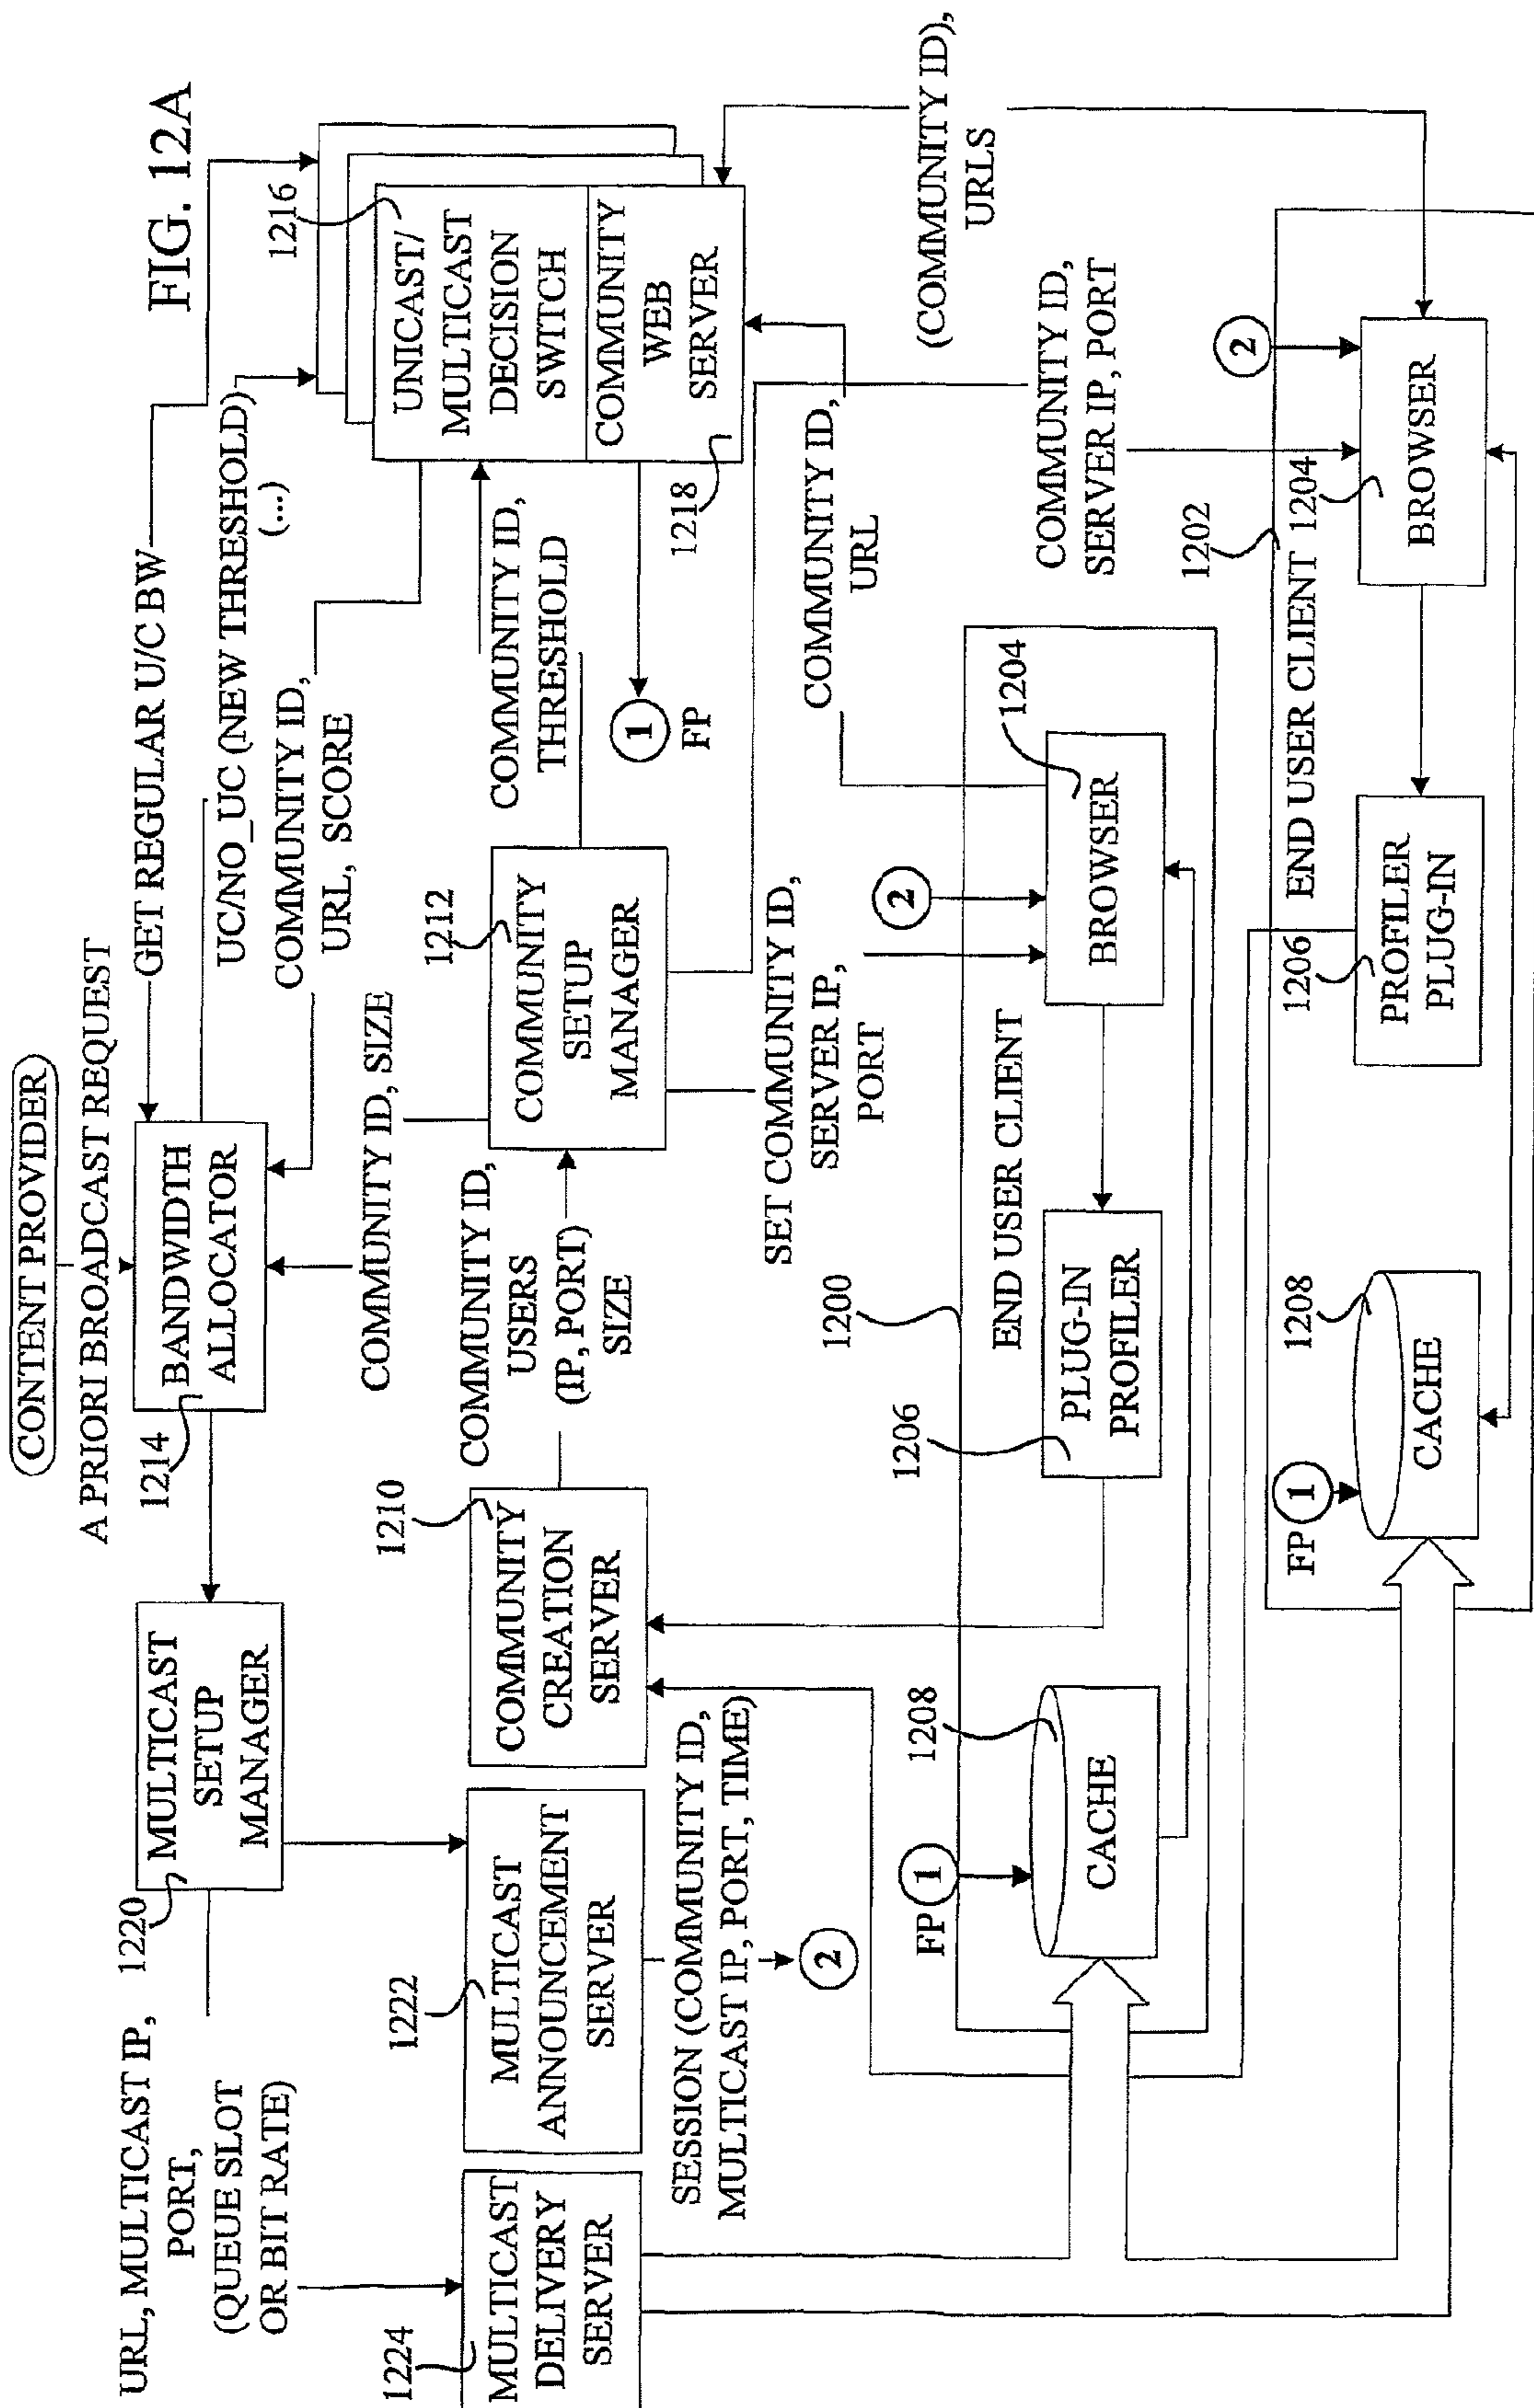 FIG. 12A
CONTENT PROVIDER
A PRIORI BROADCAST REQUEST
GET REGULAR U/C BW
UC/NO_UC (NEW THRESHOLD)
(...)
COMMUNITY ID,
URL, SCORE
1220
MULTICAST
SETUP
MANAGER
1214
BANDWIDTH
ALLOCATOR
1216
UNICAST/
MULTICAST
DECISION
SWITCH
COMMUNITY
WEB
SERVER
1218
URL, MULTICAST IP,
PORT,
(QUEUE SLOT
OR BIT RATE)
COMMUNITY ID, SIZE
COMMUNITY ID,
THRESHOLD
1
FP
1224
MULTICAST
DELIVERY
SERVER
1222
MULTICAST
ANNOUNCEMENT
SERVER
1210
COMMUNITY
CREATION
SERVER
COMMUNITY ID,
USERS
(IP, PORT)
SIZE
1212
COMMUNITY
SETUP
MANAGER
SESSION (COMMUNITY ID,
MULTICAST IP, PORT, TIME)
2
SET COMMUNITY ID,
SERVER IP,
PORT
COMMUNITY ID,
URL
(COMMUNITY ID),
URLS
COMMUNITY ID,
SERVER IP, PORT
1200
END USER CLIENT
FP
1
1208
CACHE
1206
PLUG-IN
PROFILER
2
1204
BROWSER
1202
END USER CLIENT
FP
1
1208
CACHE
1206
PROFILER
PLUG-IN
1204
2
BROWSER